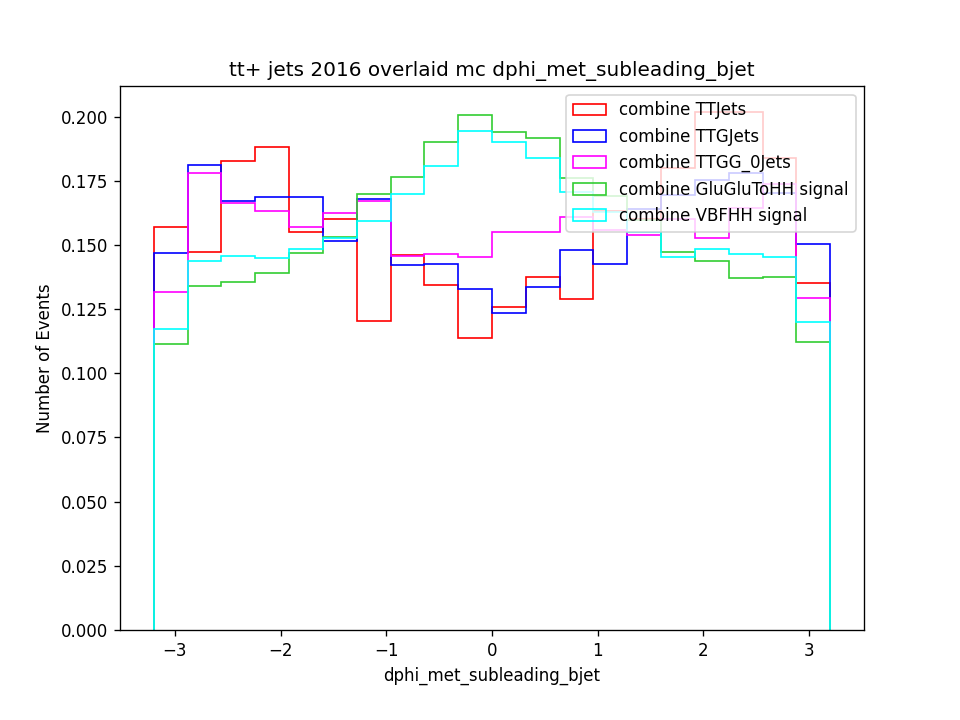 tt+ jets 2016 overlaid mc dphi_met_subleading_bjet
combine TTJets
combine TTGJets
combine TTGG_0Jets
combine GluGluToHH signal
combine VBFHH signal
0.200
0.175
0.150
0.125
0.100
0.075
0.050
0.025
0.000
Number of Events
−3 −2 −1 0 1 2 3
dphi_met_subleading_bjet